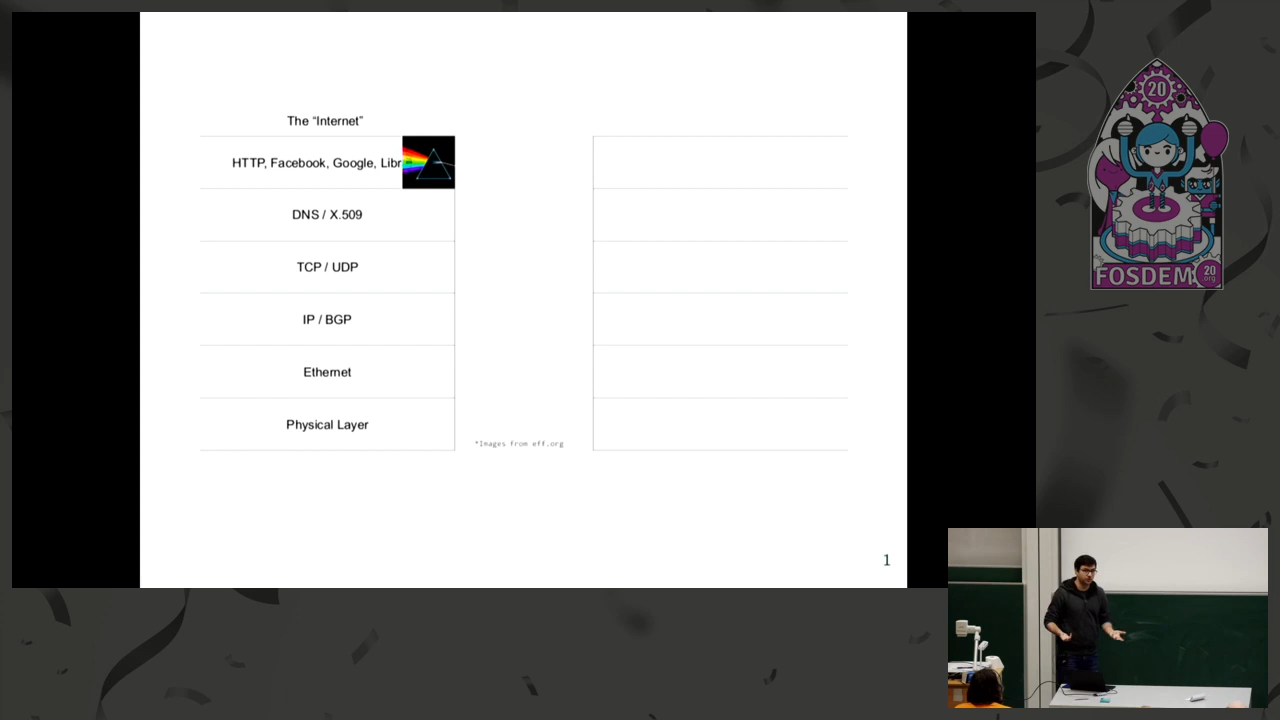 The “Internet”
HTTP, Facebook, Google, Libr
DNS / X.509
TCP / UDP
IP / BGP
Ethernet
Physical Layer
*Images from eff.org
1
20
FOSDEM
20
.org